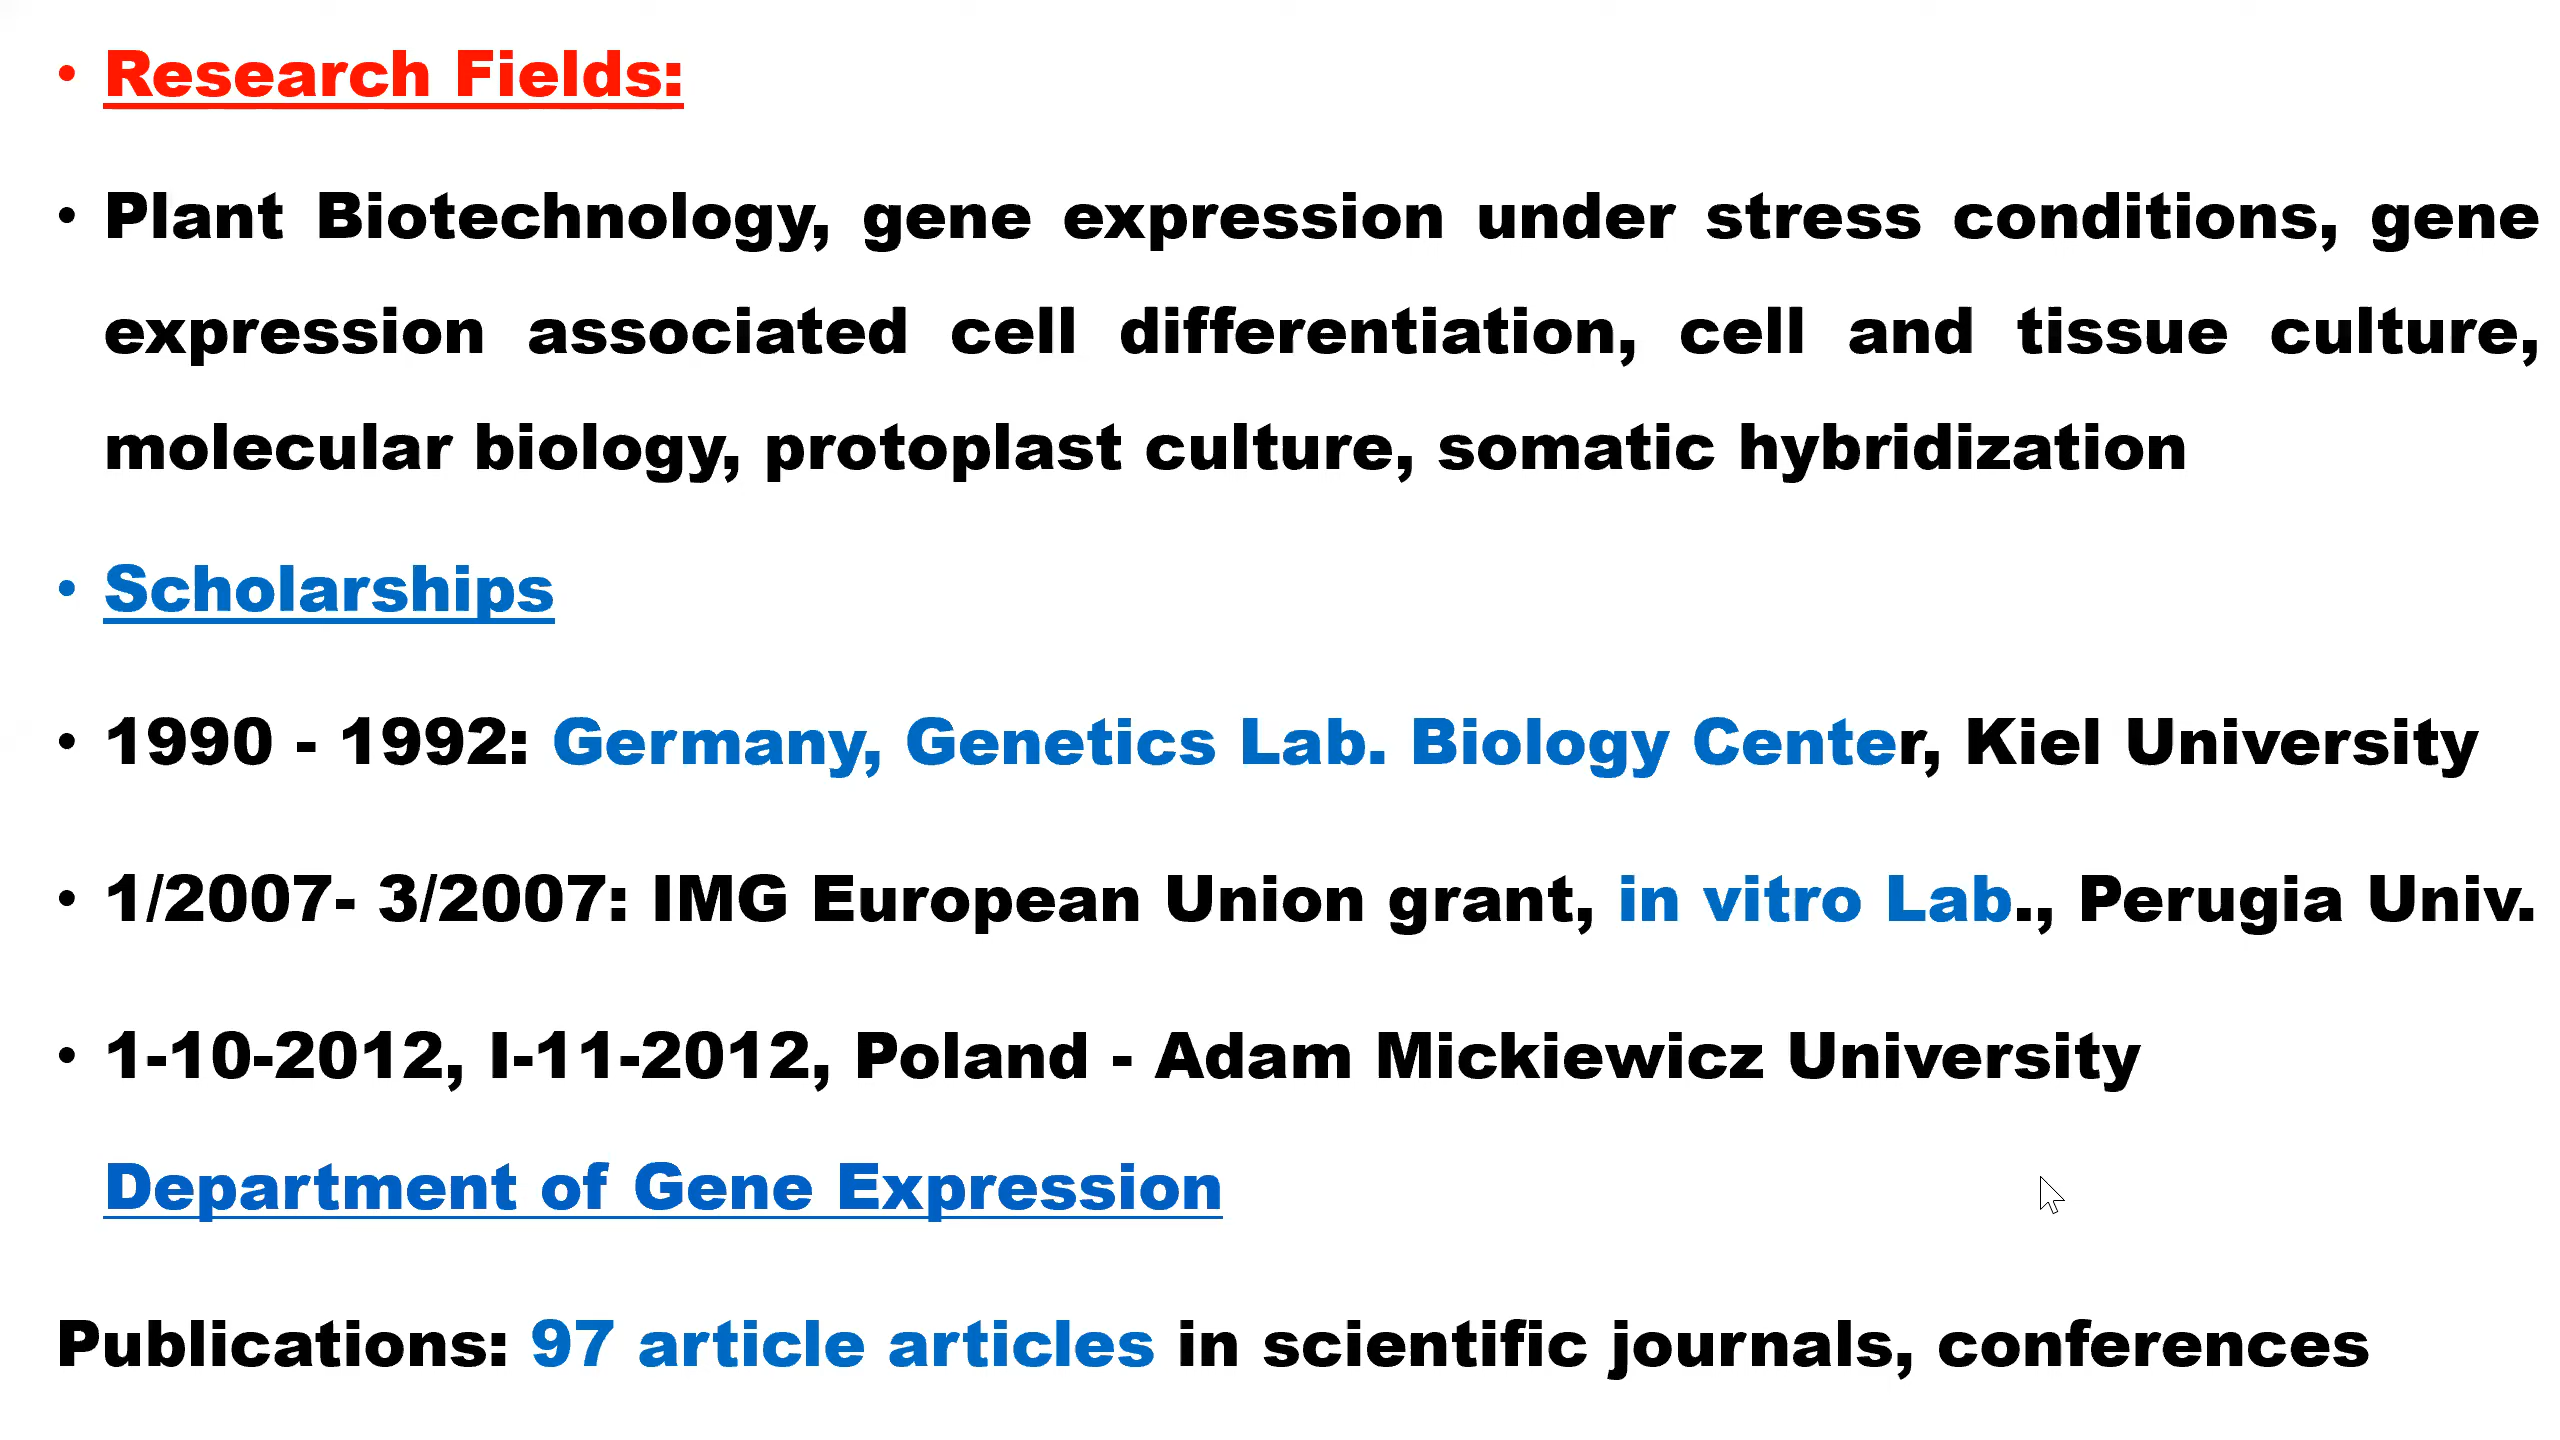 • Research Fields:
• Plant Biotechnology, gene expression under stress conditions, gene
expression associated cell differentiation, cell and tissue culture,
molecular biology, protoplast culture, somatic hybridization
• Scholarships
• 1990 - 1992: Germany, Genetics Lab. Biology Center, Kiel University
• 1/2007- 3/2007: IMG European Union grant, in vitro Lab., Perugia Univ.
• 1-10-2012, I-11-2012, Poland - Adam Mickiewicz University
Department of Gene Expression
Publications: 97 article articles in scientific journals, conferences